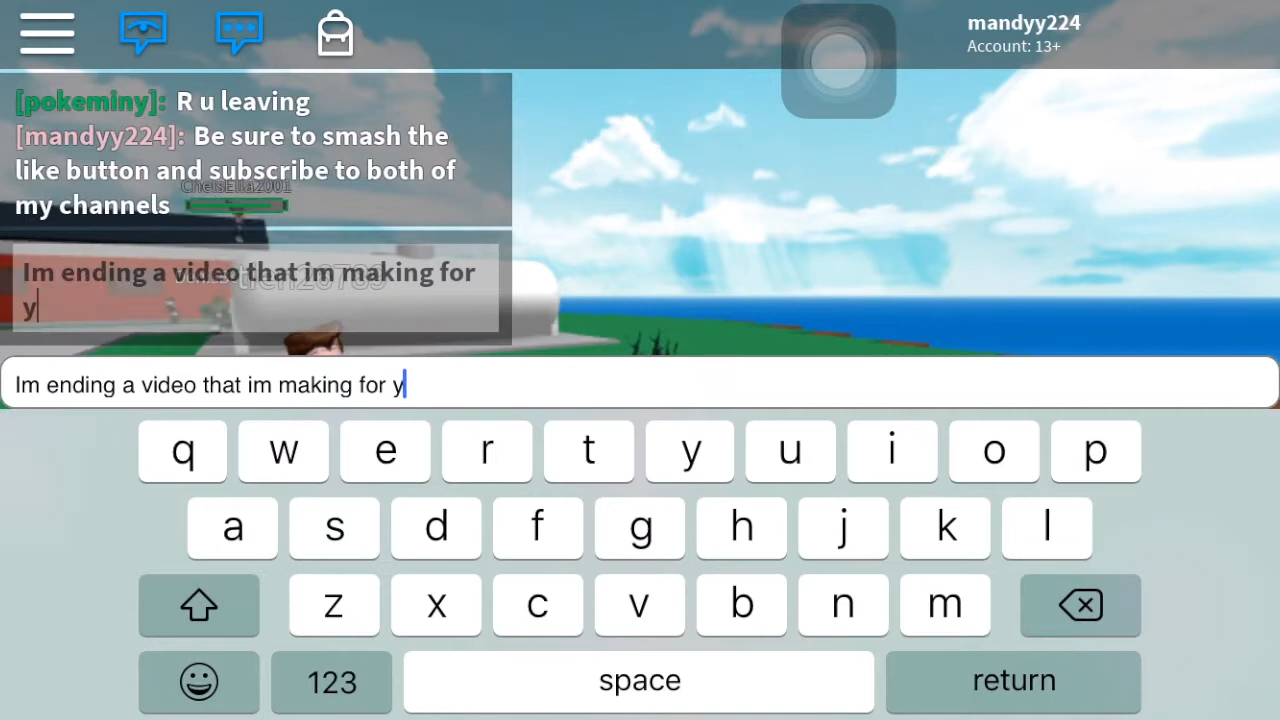 mandyy224
Account: 13+
[pokeminy]: R u leaving
[mandyy224]: Be sure to smash the
like button and subscribe to both of
my channels
Im ending a video that im making for
y
Im ending a video that im making for y
q w e r t y u i o p
a s d f g h j k l
z x c v b n m
123 space return